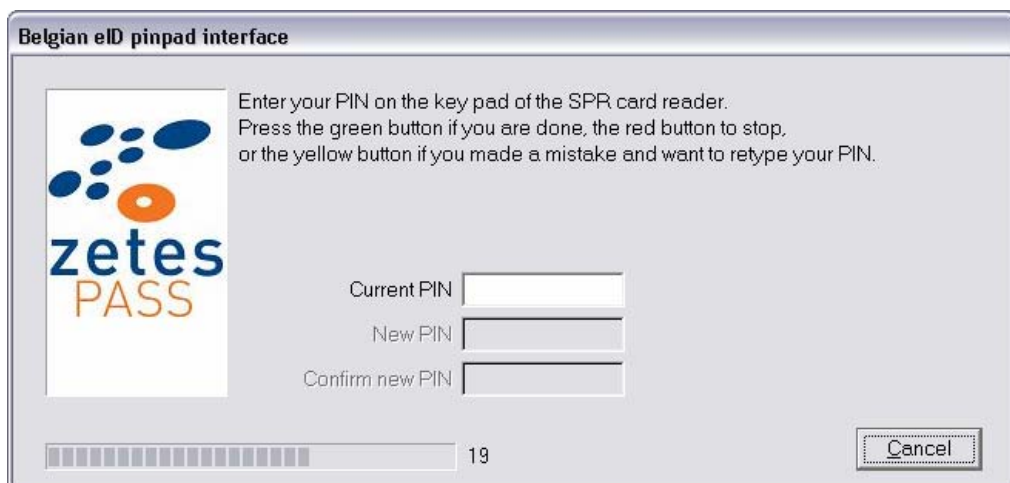 Belgian eID pinpad interface
Enter your PIN on the key pad of the SPR card reader.
Press the green button if you are done, the red button to stop,
or the yellow button if you made a mistake and want to retype your PIN.
zetes
PASS
Current PIN
New PIN
Confirm new PIN
19
Cancel